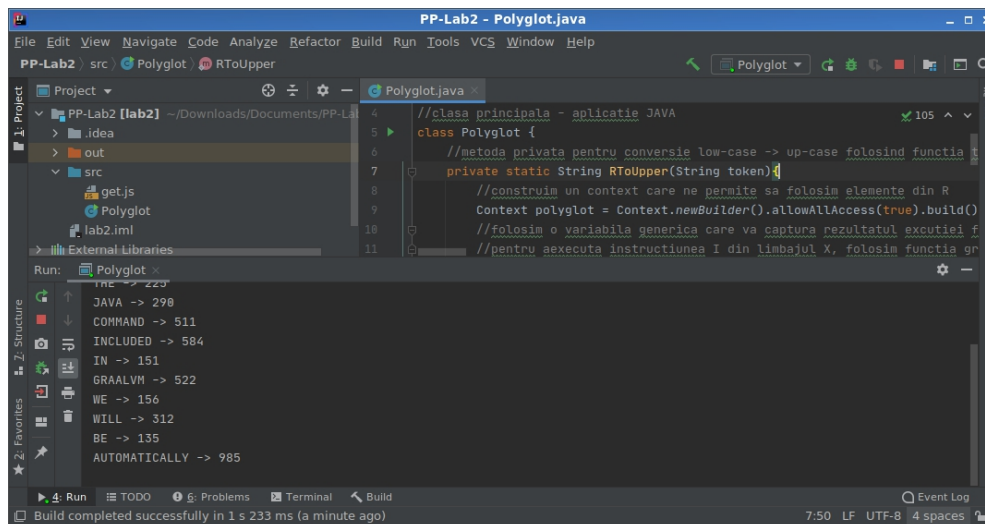 PP-Lab2 – Polyglot.java
File Edit View Navigate Code Analyze Refactor Build Run Tools VCS Window Help
PP-Lab2 src Polyglot RToUpper
Polyglot
1: Project
Project
Polyglot.java
PP-Lab2 [lab2] ~/Downloads/Documents/PP-Lab
.idea
out
src
get.js
Polyglot
lab2.iml
External Libraries
105
4 //clasa principala - aplicatie JAVA
5 class Polyglot {
6 //metoda privata pentru conversie low-case -> up-case folosind functia t
7 private static String RToUpper(String token){
8 //construim un context care ne permite sa folosim elemente din R
9 Context polyglot = Context.newBuilder().allowAllAccess(true).build()
10 //folosim o variabila generica care va captura rezultatul excutiei f
11 //pentru aexecuta instructiunea I din limbajul X, folosim functia gr
Run: Polyglot
THE -> 225
JAVA -> 290
COMMAND -> 511
INCLUDED -> 584
IN -> 151
GRAALVM -> 522
WE -> 156
WILL -> 312
BE -> 135
AUTOMATICALLY -> 985
7: Structure
2: Favorites
4: Run TODO 6: Problems Terminal Build Event Log
Build completed successfully in 1 s 233 ms (a minute ago) 7:50 LF UTF-8 4 spaces